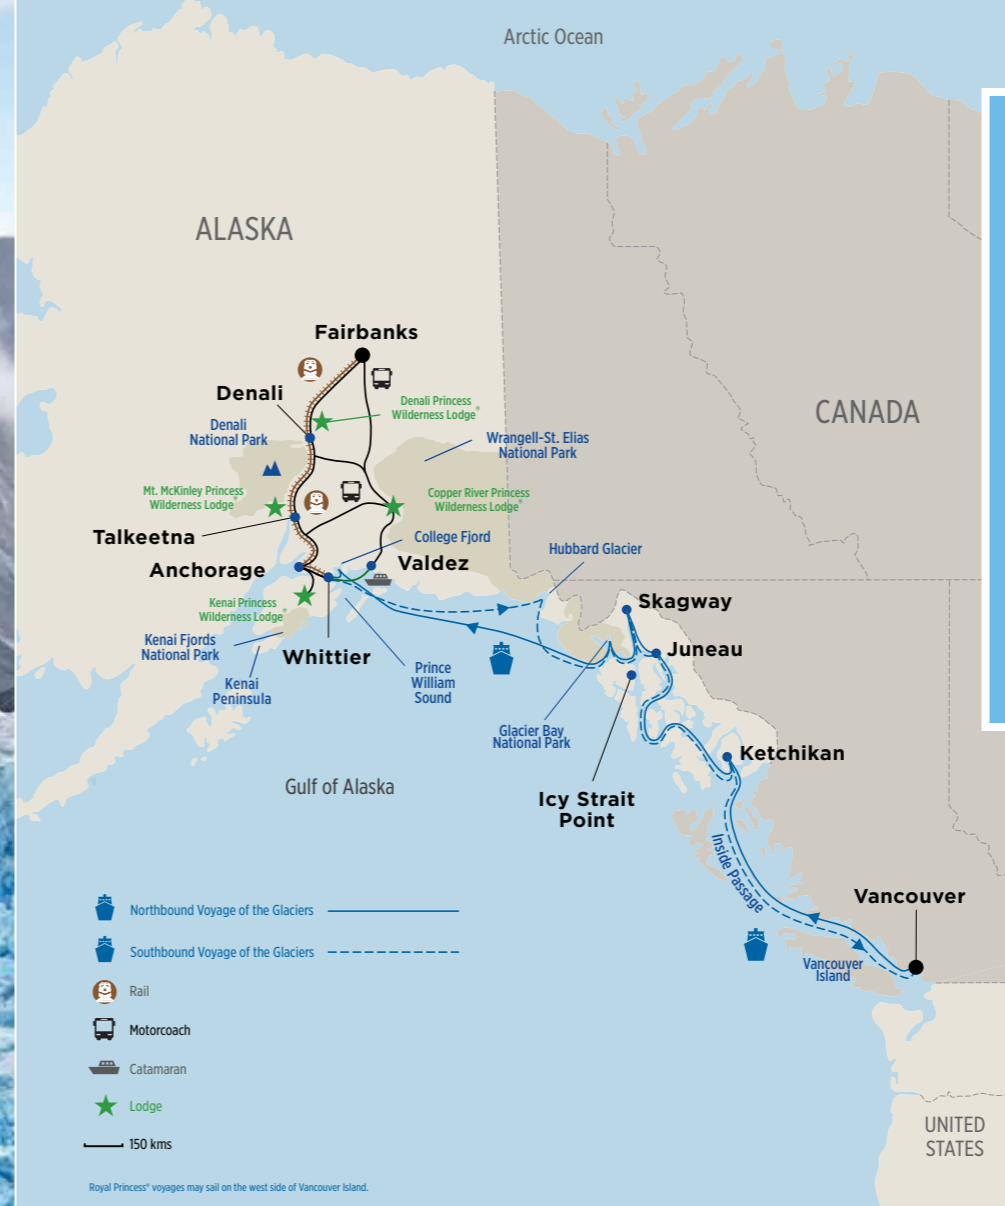 Arctic Ocean
ALASKA
CANADA
Fairbanks
Denali
Denali Princess
Wilderness Lodge®
Denali
National Park
Wrangell-St. Elias
National Park
Mt. McKinley Princess
Wilderness Lodge®
Copper River Princess
Wilderness Lodge®
Talkeetna
College Fjord
Hubbard Glacier
Anchorage
Valdez
Skagway
Kenai Princess
Wilderness Lodge®
Kenai Fjords
National Park
Whittier
Juneau
Kenai
Peninsula
Prince
William
Sound
Glacier Bay
National Park
Ketchikan
Gulf of Alaska
Icy Strait
Point
Inside Passage
Vancouver
Vancouver
Island
Northbound Voyage of the Glaciers
Southbound Voyage of the Glaciers
Rail
Motorcoach
Catamaran
Lodge
150 kms
UNITED
STATES
Royal Princess® voyages may sail on the west side of Vancouver Island.